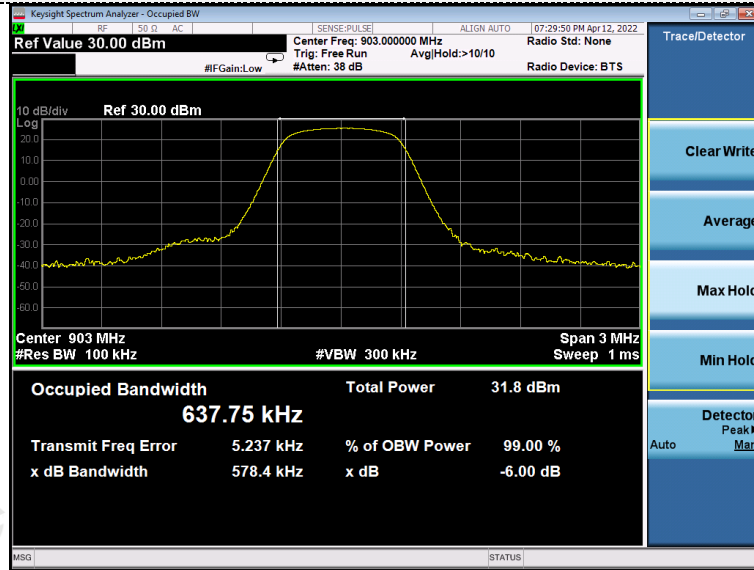 Keysight Spectrum Analyzer - Occupied BW
LXI RF 50 Ω AC SENSE:PULSE ALIGN AUTO 07:29:50 PM Apr 12, 2022
Ref Value 30.00 dBm Center Freq: 903.000000 MHz Radio Std: None Trace/Detector
Trig: Free Run Avg|Hold:>10/10
#IFGain:Low #Atten: 38 dB Radio Device: BTS
10 dB/div Ref 30.00 dBm
Log
20.0
10.0
0.00
-10.0
-20.0
-30.0
-40.0
-50.0
-60.0
Clear Write
Average
Max Hold
Min Hold
Center 903 MHz Span 3 MHz
#Res BW 100 kHz #VBW 300 kHz Sweep 1 ms
Occupied Bandwidth Total Power 31.8 dBm
637.75 kHz
Transmit Freq Error 5.237 kHz % of OBW Power 99.00 %
x dB Bandwidth 578.4 kHz x dB -6.00 dB
Detector
Peak
Auto Man
MSG STATUS